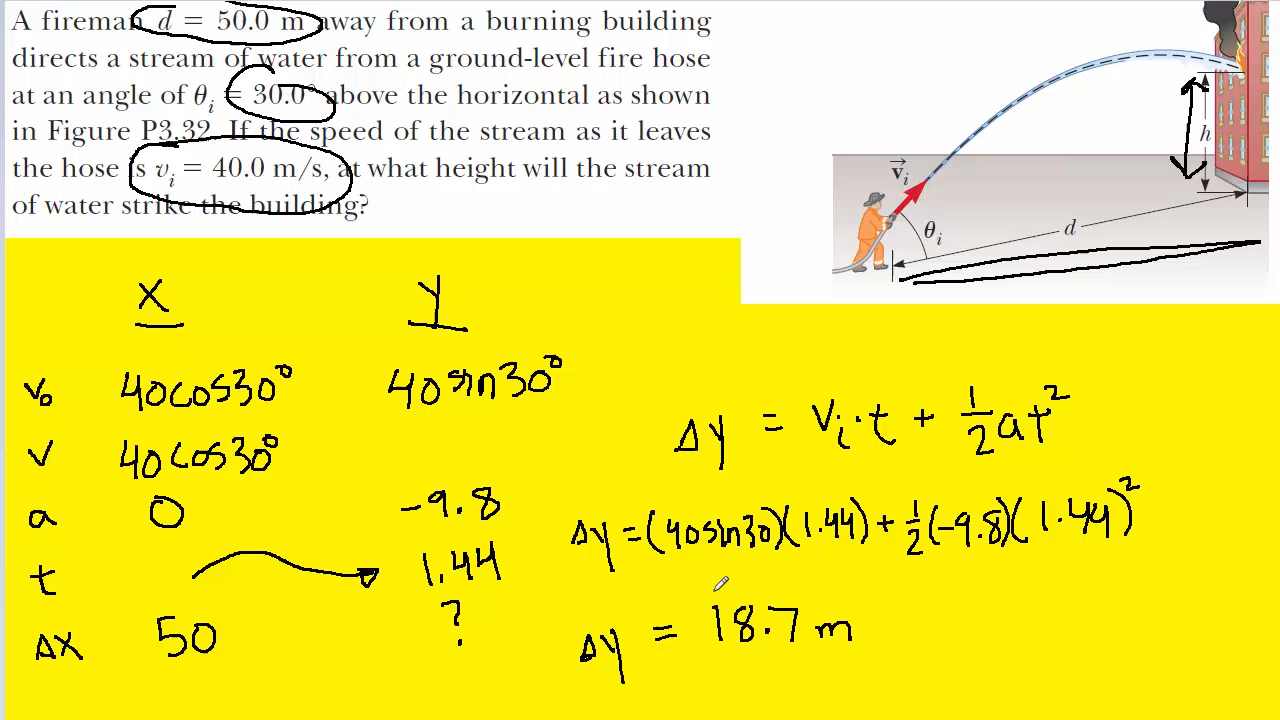 A fireman d = 50.0 m away from a burning building
directs a stream of water from a ground-level fire hose
at an angle of θi = 30.0° above the horizontal as shown
in Figure P3.32. If the speed of the stream as it leaves
the hose is vi = 40.0 m/s, at what height will the stream
of water strike the building?
h
v⃗i
θi
d
x y
v₀ 40cos30° 40sin30°
v 40cos30°
a 0 -9.8
t 1.44
Δx 50 ?
Δy = vi·t + 1/2 at²
Δy = (40sin30)(1.44) + 1/2(-9.8)(1.44)²
Δy = 18.7 m